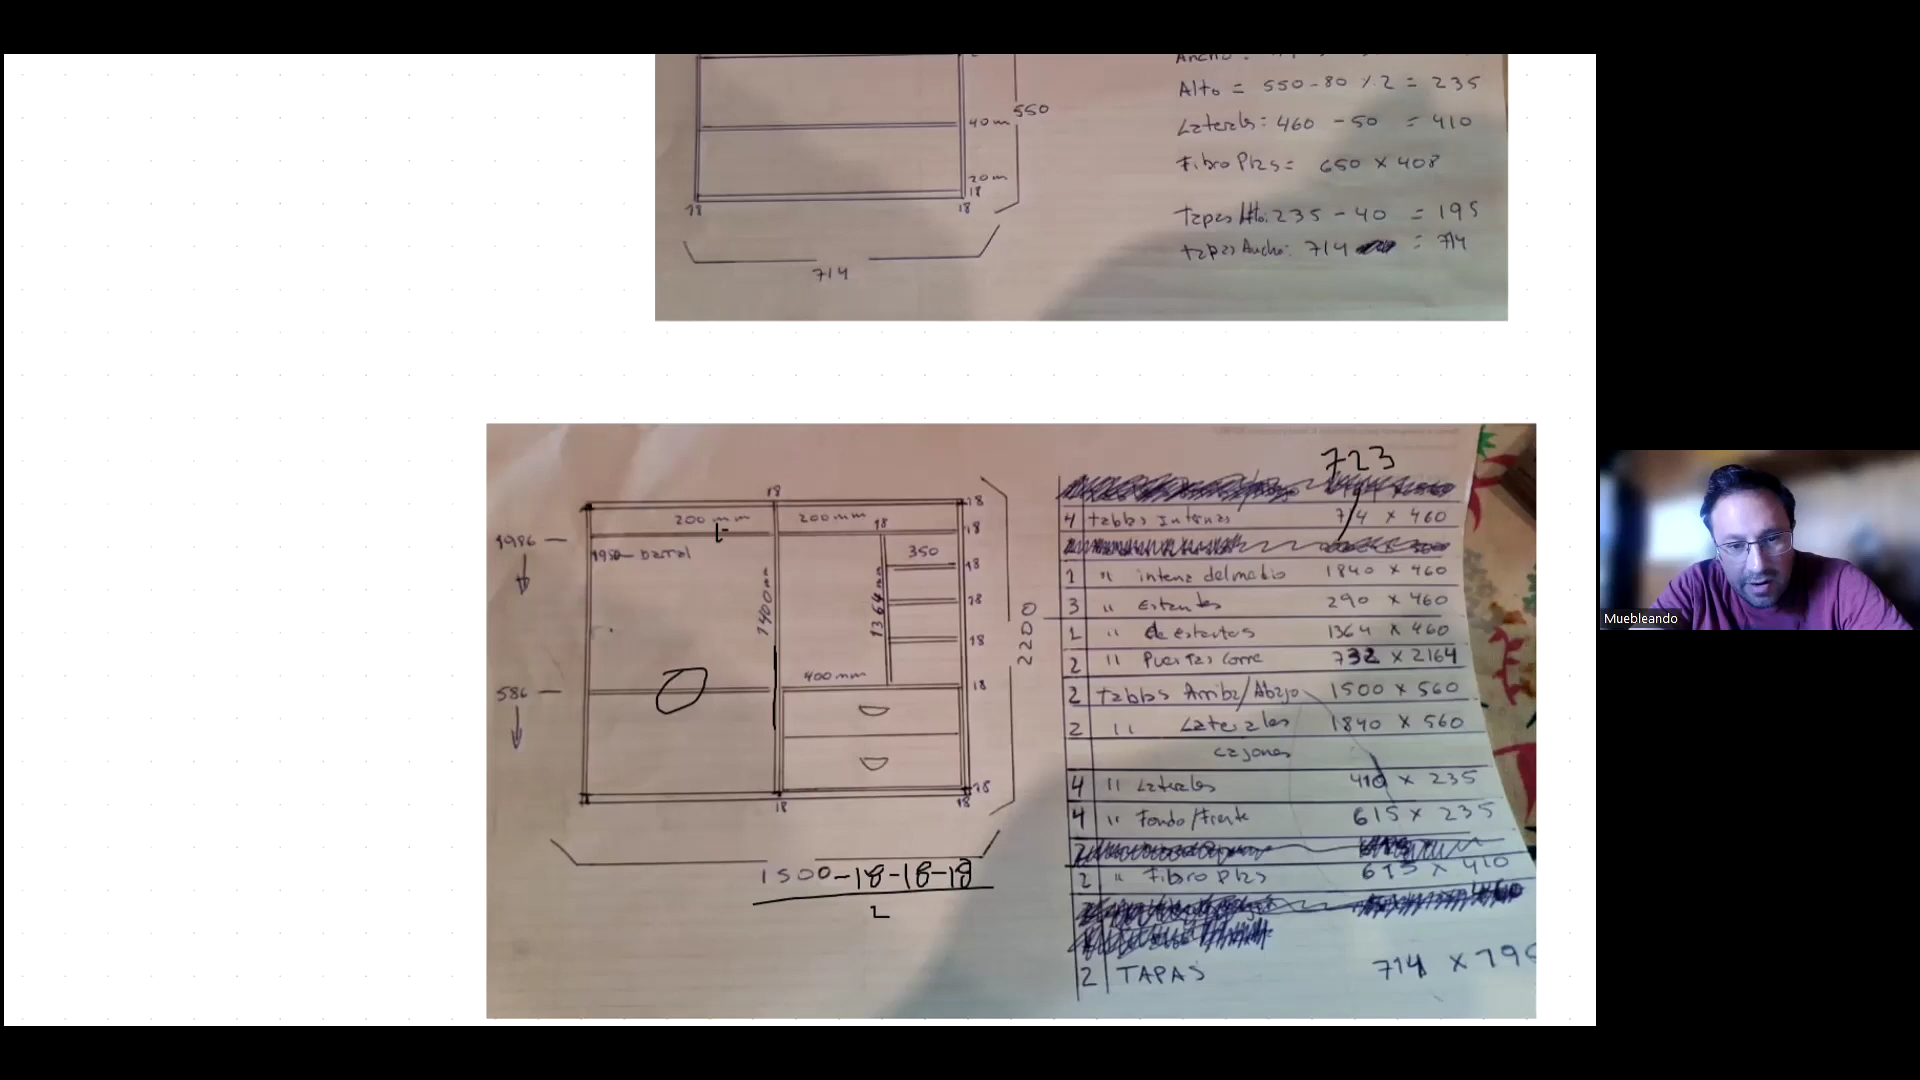 Ancho:
Alto = 550 - 80 ÷ 2 = 235
Laterales: 460 - 50 = 410
Fibro Plas = 650 x 408
Tapas Alto: 235 - 40 = 195
Tapas Ancho: 714 = 714
40 m
550
20 m
18
18
18
714
723
18
18
200 mm
200 mm
18
18
1986
1950 barral
350
18
1400 mm
1364 mm
18
18
2200
400 mm
18
586
18
18
18
1500 -18-18-18
2
4 tablas Internas 714 x 460
1 " interna del medio 1840 x 460
3 " Estantes 290 x 460
1 " de estantes 1364 x 460
2 " Puertas corre 732 x 2164
2 tablas Arriba/Abajo 1500 x 560
2 " Laterales 1840 x 560
cajones
4 " Laterales 410 x 235
4 " Fondo/Frente 615 x 235
2 " Fibro plas 615 x 410
2 TAPAS 714 x 195
Muebleando